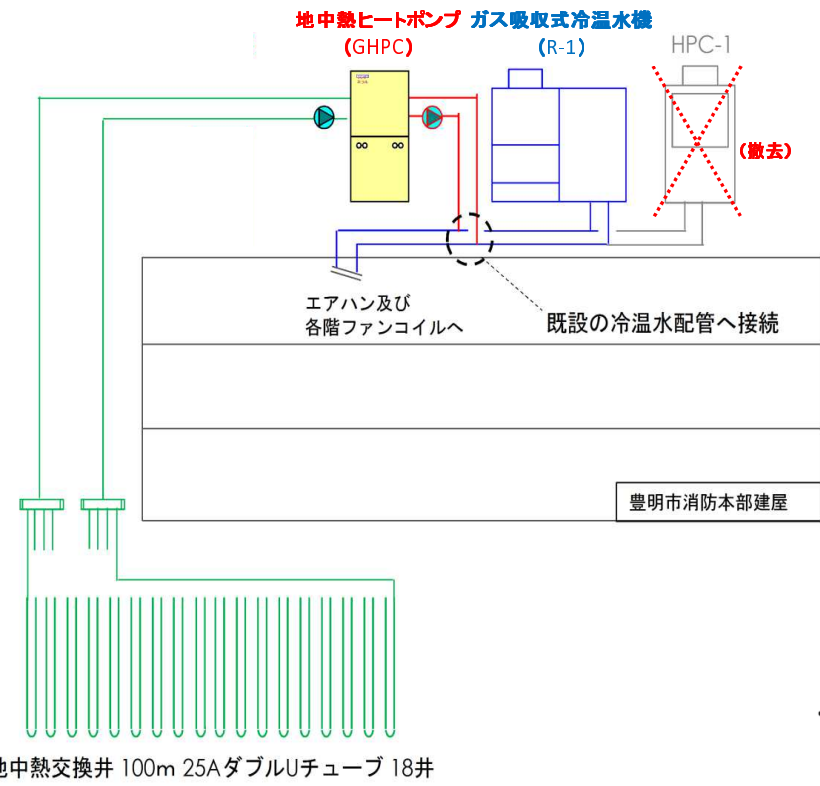 地中熱ヒートポンプ ガス吸収式冷温水機
(GHPC) (R-1) HPC-1
(撤去)
エアハン及び
各階ファンコイルへ
既設の冷温水配管へ接続
豊明市消防本部建屋
地中熱交換井 100m 25AダブルUチューブ 18井